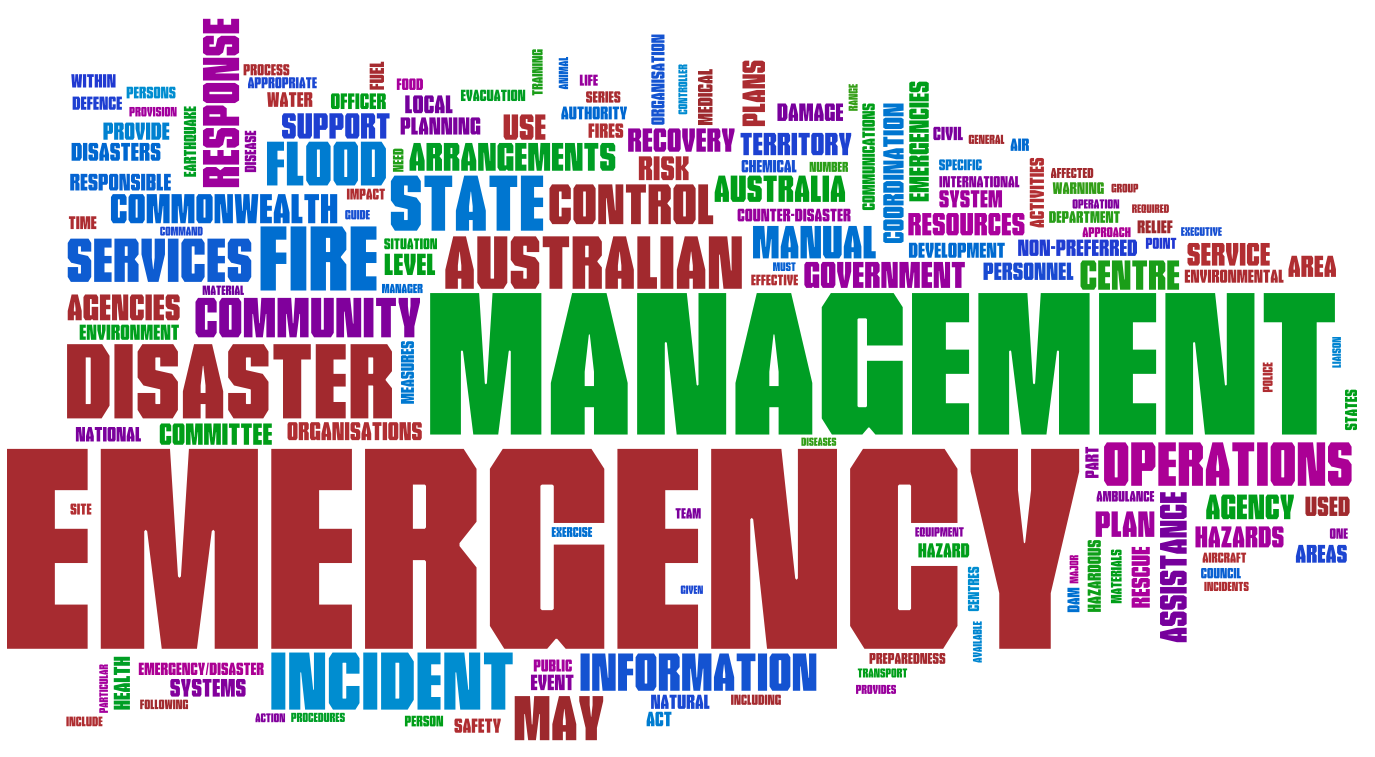 RESPONSE
WITHIN
PERSONS
DEFENCE
PROVISION
PROVIDE
DISASTERS
RESPONSIBLE
EARTHQUAKE
DISEASE
PROCESS
APPROPRIATE
WATER
FUEL
FOOD
OFFICER
LOCAL
SUPPORT
PLANNING
FLOOD
NEED
ARRANGEMENTS
EVACUATION
TRAINING
ANIMAL
LIFE
SERIES
AUTHORITY
USE
FIRES
ORGANISATION
CONTROLLER
MEDICAL
PLANS
DAMAGE
RANGE
RECOVERY
TERRITORY
RISK
CHEMICAL
NUMBER
AUSTRALIA
COUNTER-DISASTER
COMMUNICATIONS
COORDINATION
EMERGENCIES
CIVIL
GENERAL
AIR
SPECIFIC
INTERNATIONAL
SYSTEM
RESOURCES
ACTIVITIES
AFFECTED
WARNING
GROUP
OPERATION
DEPARTMENT
REQUIRED
APPROACH
RELIEF
EXECUTIVE
TIME
COMMONWEALTH
IMPACT
GUIDE
COMMAND
STATE
CONTROL
SERVICES
FIRE
SITUATION
LEVEL
AUSTRALIAN
MANUAL
MUST
EFFECTIVE
GOVERNMENT
DEVELOPMENT
NON-PREFERRED
POINT
PERSONNEL
CENTRE
SERVICE
ENVIRONMENTAL
AREA
MATERIAL
MANAGER
AGENCIES
ENVIRONMENT
COMMUNITY
MANAGEMENT
DISASTER
MEASURES
POLICE
LIAISON
STATES
NATIONAL
COMMITTEE
ORGANISATIONS
DISEASES
EMERGENCY
SITE
EXERCISE
TEAM
GIVEN
EQUIPMENT
HAZARD
PART
OPERATIONS
AMBULANCE
PLAN
ASSISTANCE
AGENCY
USED
HAZARDS
ONE
AREAS
AIRCRAFT
COUNCIL
INCIDENTS
CENTRES
AVAILABLE
DAM
MAJOR
HAZARDOUS
MATERIALS
RESCUE
PARTICULAR
HEALTH
EMERGENCY/DISASTER
SYSTEMS
FOLLOWING
INCLUDE
INCIDENT
ACTION
PROCEDURES
PERSON
SAFETY
PUBLIC
EVENT
MAY
INFORMATION
NATURAL
INCLUDING
ACT
PREPAREDNESS
TRANSPORT
PROVIDES